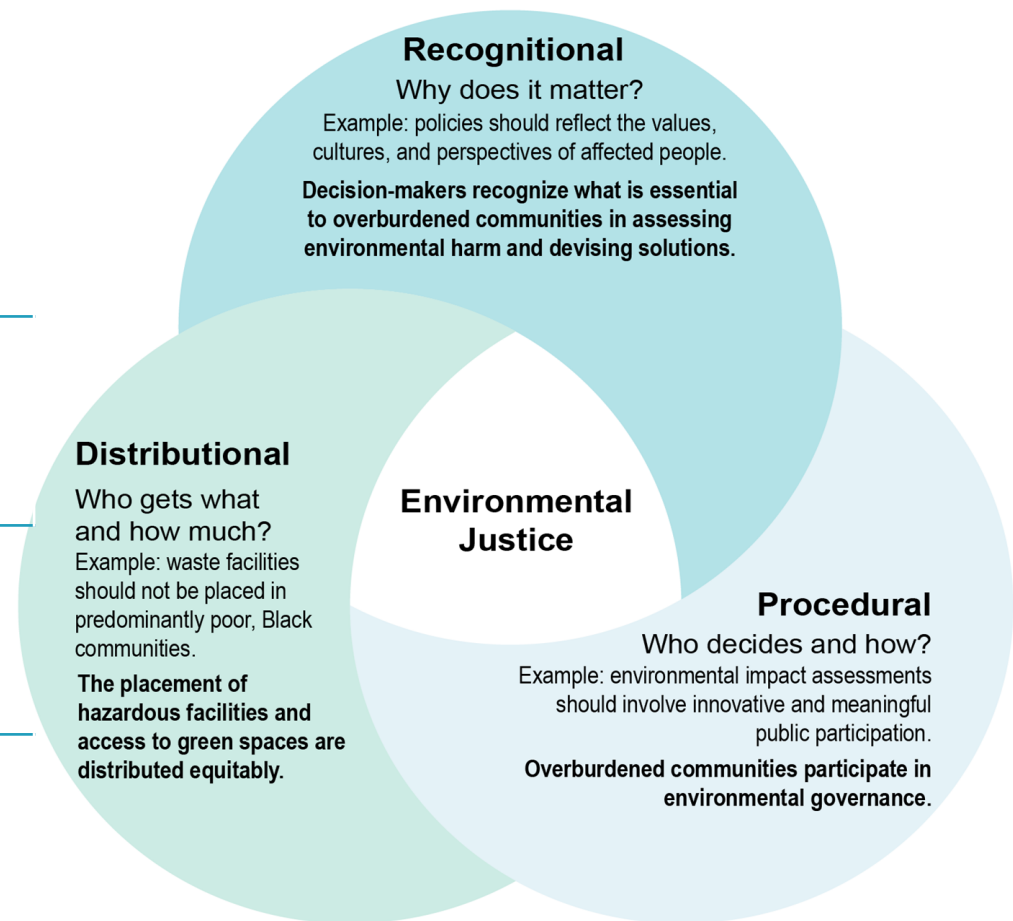 Recognitional
Why does it matter?
Example: policies should reflect the values,
cultures, and perspectives of affected people.
Decision-makers recognize what is essential
to overburdened communities in assessing
environmental harm and devising solutions.
Distributional
Who gets what
and how much?
Example: waste facilities
should not be placed in
predominantly poor, Black
communities.
The placement of
hazardous facilities and
access to green spaces are
distributed equitably.
Environmental
Justice
Procedural
Who decides and how?
Example: environmental impact assessments
should involve innovative and meaningful
public participation.
Overburdened communities participate in
environmental governance.